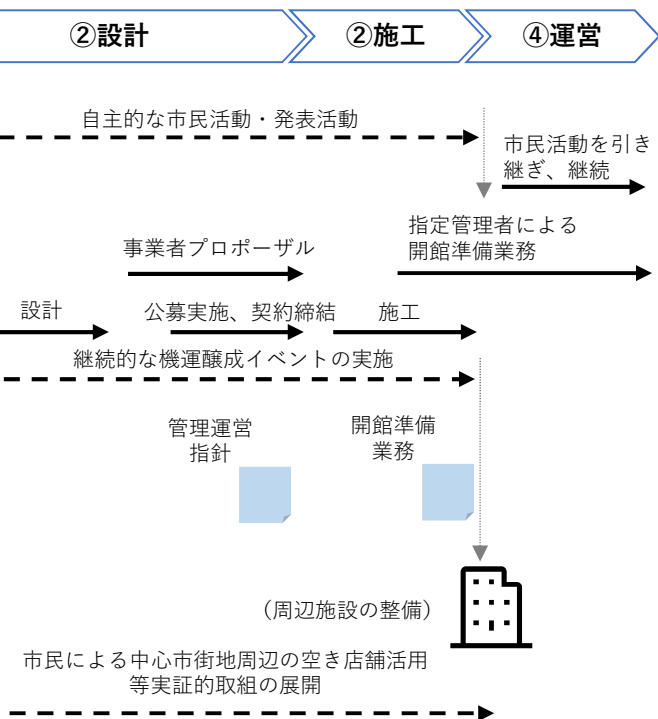 ②設計
②施工
④運営
自主的な市民活動・発表活動
市民活動を引き
継ぎ、継続
指定管理者による
開館準備業務
事業者プロポーザル
設計
公募実施、契約締結
施工
継続的な機運醸成イベントの実施
管理運営
指針
開館準備
業務
（周辺施設の整備）
市民による中心市街地周辺の空き店舗活用
等実証的取組の展開